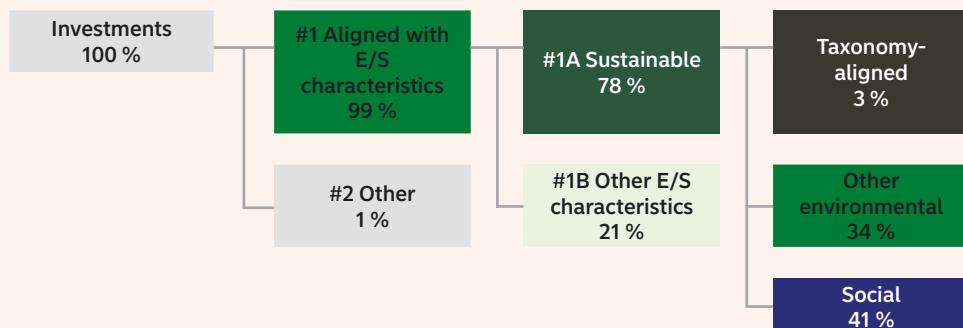 Investments
100 %
#1 Aligned with
E/S
characteristics
99 %
#1A Sustainable
78 %
Taxonomy-
aligned
3 %
#2 Other
1 %
#1B Other E/S
characteristics
21 %
Other
environmental
34 %
Social
41 %